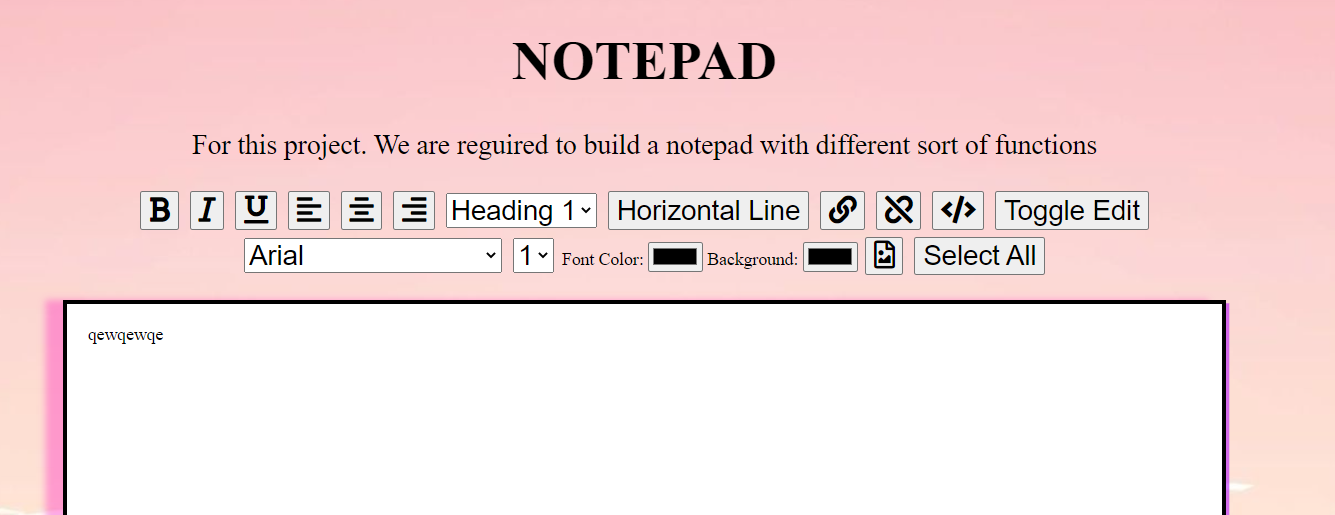 NOTEPAD
For this project. We are reguired to build a notepad with different sort of functions
B I U Heading 1 Horizontal Line </> Toggle Edit
Arial 1 Font Color: Background: Select All
qewqewqe